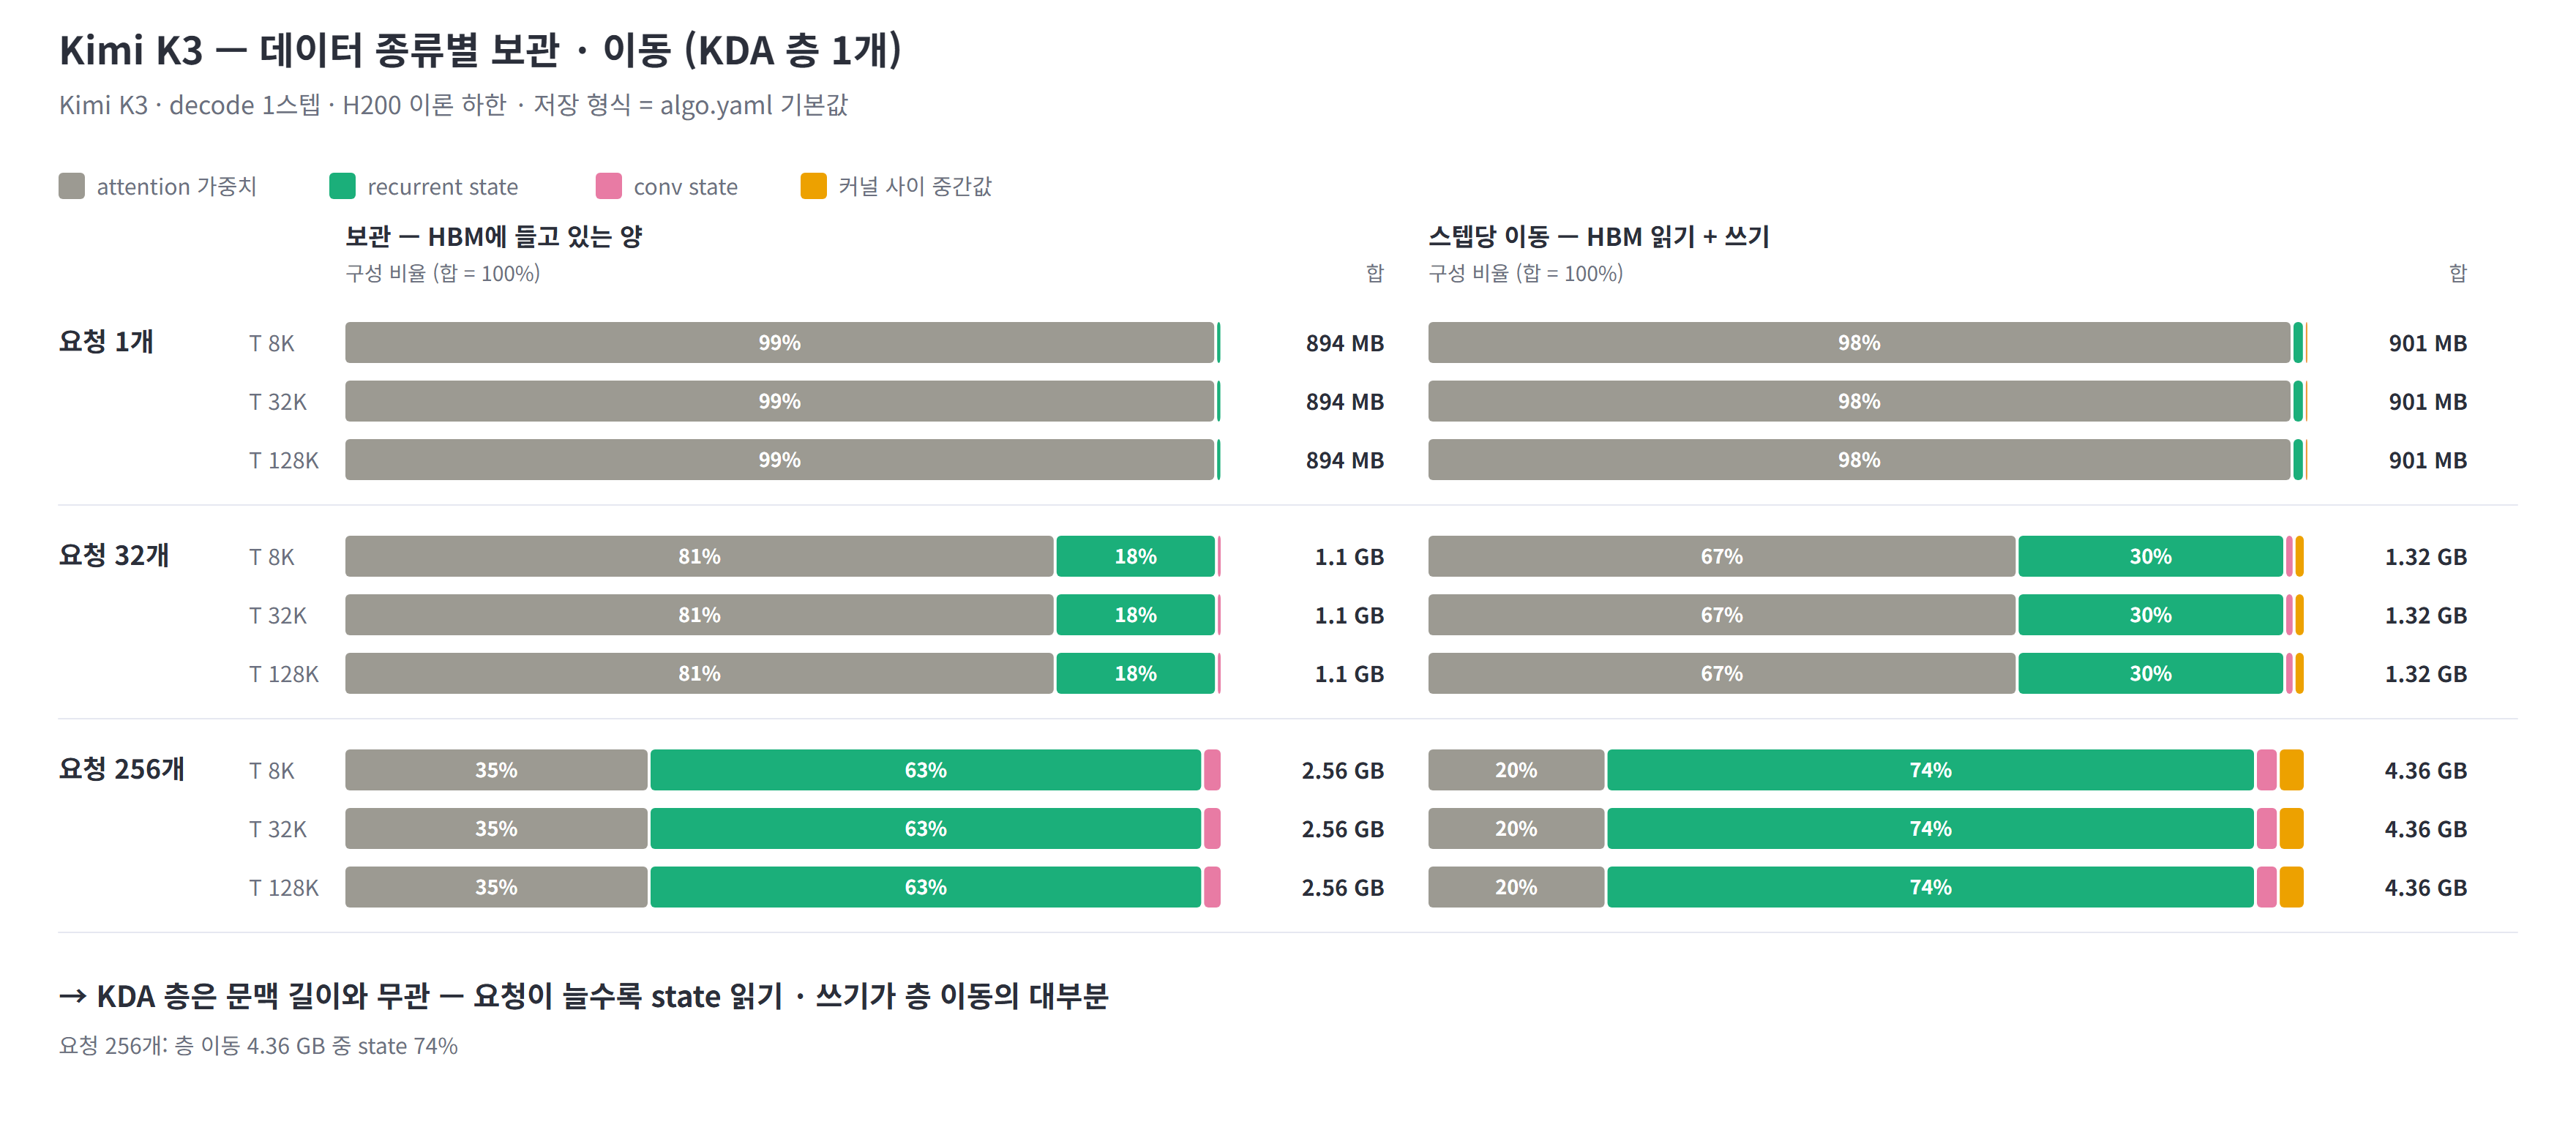 Kimi K3 — 데이터 종류별 보관 · 이동 (KDA 층 1개)
Kimi K3 · decode 1스텝 · H200 이론 하한 · 저장 형식 = algo.yaml 기본값
attention 가중치 recurrent state conv state 커널 사이 중간값
보관 — HBM에 들고 있는 양 스텝당 이동 — HBM 읽기 + 쓰기
구성 비율 (합 = 100%) 합 구성 비율 (합 = 100%) 합
요청 1개 T 8K 99% 894 MB 98% 901 MB
T 32K 99% 894 MB 98% 901 MB
T 128K 99% 894 MB 98% 901 MB
요청 32개 T 8K 81% 18% 1.1 GB 67% 30% 1.32 GB
T 32K 81% 18% 1.1 GB 67% 30% 1.32 GB
T 128K 81% 18% 1.1 GB 67% 30% 1.32 GB
요청 256개 T 8K 35% 63% 2.56 GB 20% 74% 4.36 GB
T 32K 35% 63% 2.56 GB 20% 74% 4.36 GB
T 128K 35% 63% 2.56 GB 20% 74% 4.36 GB
→ KDA 층은 문맥 길이와 무관 — 요청이 늘수록 state 읽기 · 쓰기가 층 이동의 대부분
요청 256개: 층 이동 4.36 GB 중 state 74%